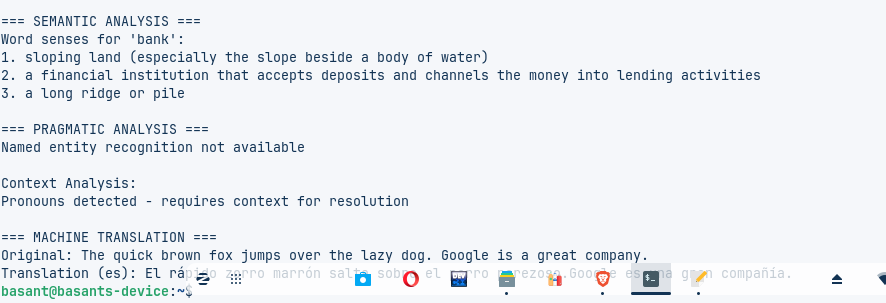 === SEMANTIC ANALYSIS ===
Word senses for 'bank':
1. sloping land (especially the slope beside a body of water)
2. a financial institution that accepts deposits and channels the money into lending activities
3. a long ridge or pile
=== PRAGMATIC ANALYSIS ===
Named entity recognition not available
Context Analysis:
Pronouns detected - requires context for resolution
=== MACHINE TRANSLATION ===
Original: The quick brown fox jumps over the lazy dog. Google is a great company.
Translation (es): El rápido zorro marrón salta sobre el perro perezoso.Google es una gran compañia.
basant@basants-device:~$